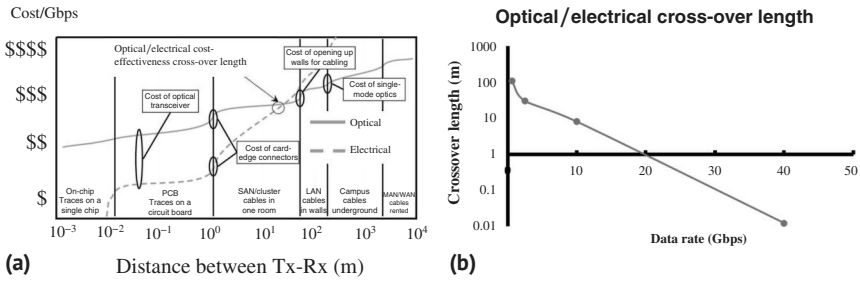 Cost/Gbps
$$$$
$$$
$$
$
Optical/electrical cost-
effectiveness cross-over length
Cost of opening up
walls for cabling
Cost of optical
transceiver
Cost of single-
mode optics
Optical
Electrical
Cost of card-
edge connectors
On-chip
Traces on a
single chip
PCB
Traces on a
circuit board
SAN/cluster
cables in
one room
LAN
cables
in walls
Campus
cables
underground
MAN/WAN
cables
rented
10⁻³ 10⁻² 10⁻¹ 10⁰ 10¹ 10² 10³ 10⁴
(a)
Distance between Tx-Rx (m)
Optical/electrical cross-over length
Crossover length (m)
1000
100
10
1
0.1
0.01
0 10 20 30 40 50
Data rate (Gbps)
(b)